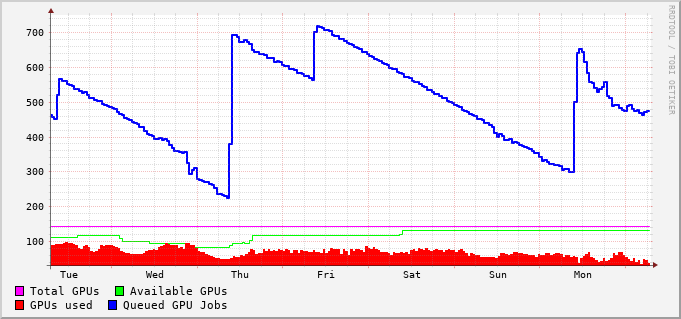 700
600
500
400
300
200
100
Tue Wed Thu Fri Sat Sun Mon
Total GPUs Available GPUs
GPUs used Queued GPU Jobs
RRDTOOL / TOBI OETIKER